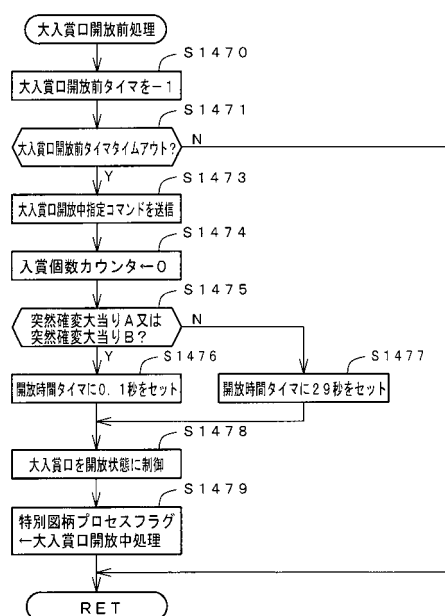 大入賞口開放前処理
S1470
大入賞口開放前タイマを-1
S1471
大入賞口開放前タイマタイムアウト?
N
Y
S1473
大入賞口開放中指定コマンドを送信
S1474
入賞個数カウンタ←0
S1475
突然確変大当りA又は
突然確変大当りB?
N
Y
S1476
S1477
開放時間タイマに0.1秒をセット
開放時間タイマに29秒をセット
S1478
大入賞口を開放状態に制御
S1479
特別図柄プロセスフラグ
←大入賞口開放中処理
RET